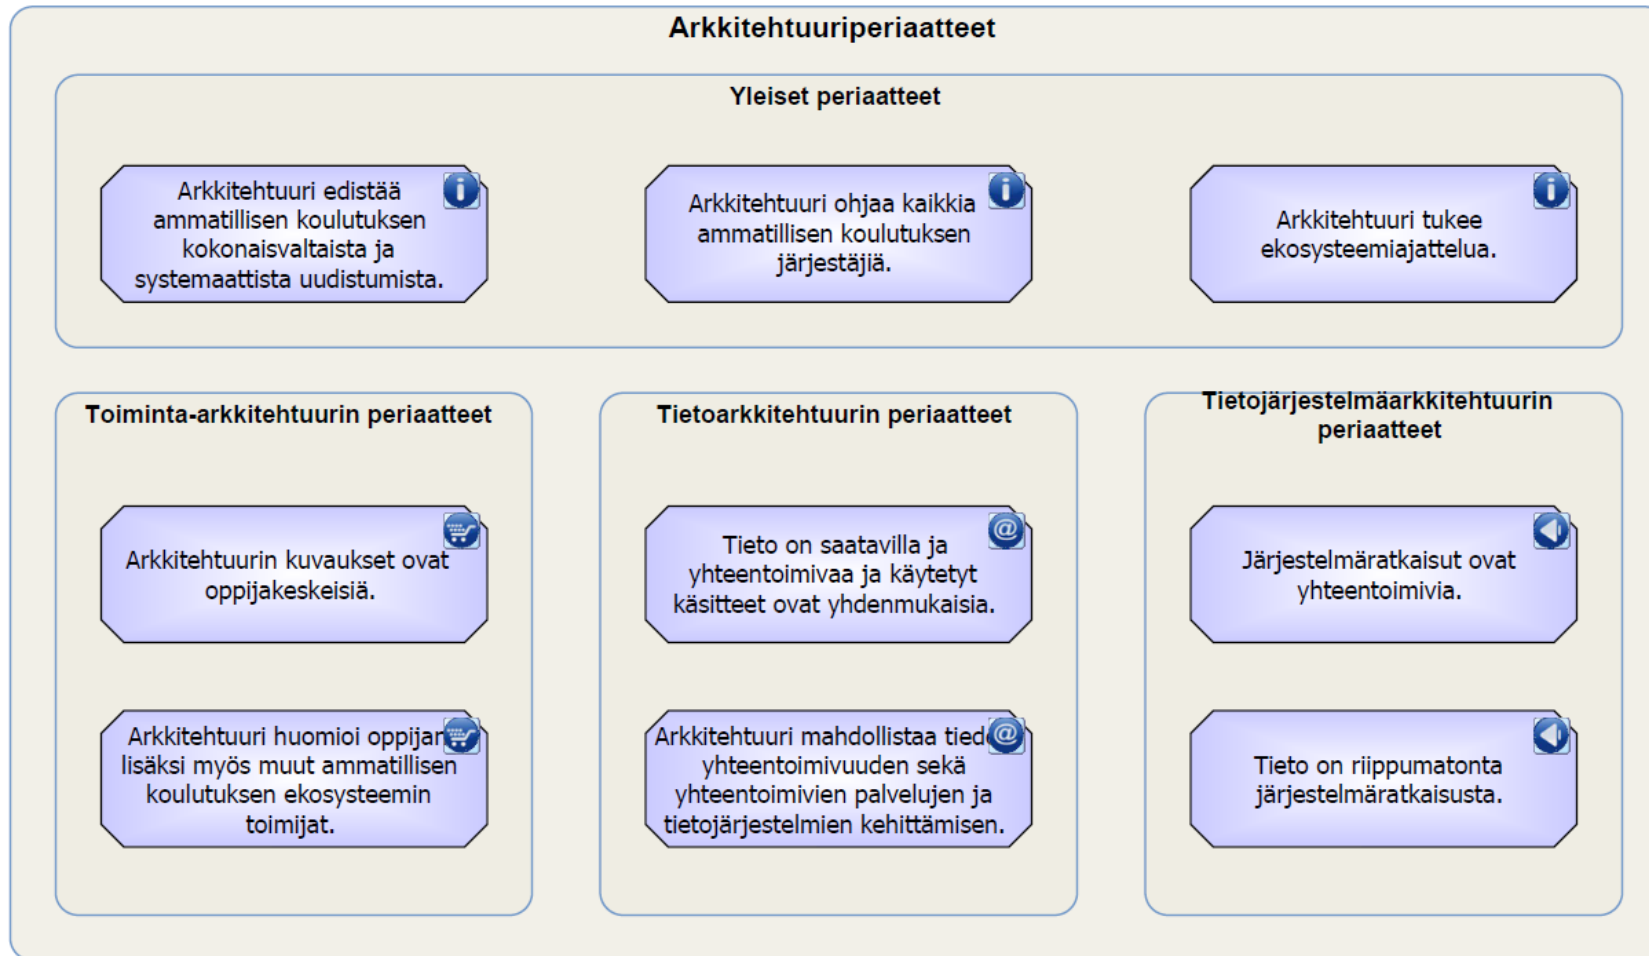 Arkkitehtuuriperiaatteet
Yleiset periaatteet
Arkkitehtuuri edistää
ammatillisen koulutuksen
kokonaisvaltaista ja
systemaattista uudistumista.
Arkkitehtuuri ohjaa kaikkia
ammatillisen koulutuksen
järjestäjiä.
Arkkitehtuuri tukee
ekosysteemiajattelua.
Toiminta-arkkitehtuurin periaatteet
Arkkitehtuurin kuvaukset ovat
oppijakeskeisiä.
Arkkitehtuuri huomioi oppijan
lisäksi myös muut ammatillisen
koulutuksen ekosysteemin
toimijat.
Tietoarkkitehtuurin periaatteet
Tieto on saatavilla ja
yhteentoimivaa ja käytetyt
käsitteet ovat yhdenmukaisia.
Arkkitehtuuri mahdollistaa
yhteentoimivuuden sekä
yhteentoimivien palvelujen ja
tietojärjestelmien kehittämisen.
Tietojärjestelmäarkkitehtuurin
periaatteet
Järjestelmäratkaisut ovat
yhteentoimivia.
Tieto on riippumatonta
järjestelmäratkaisusta.